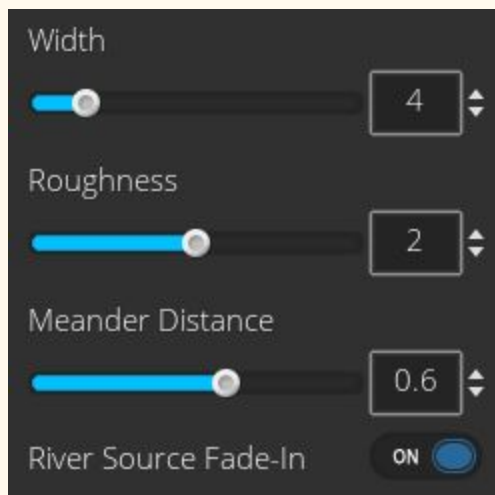 Width
4
Roughness
2
Meander Distance
0.6
River Source Fade-In ON